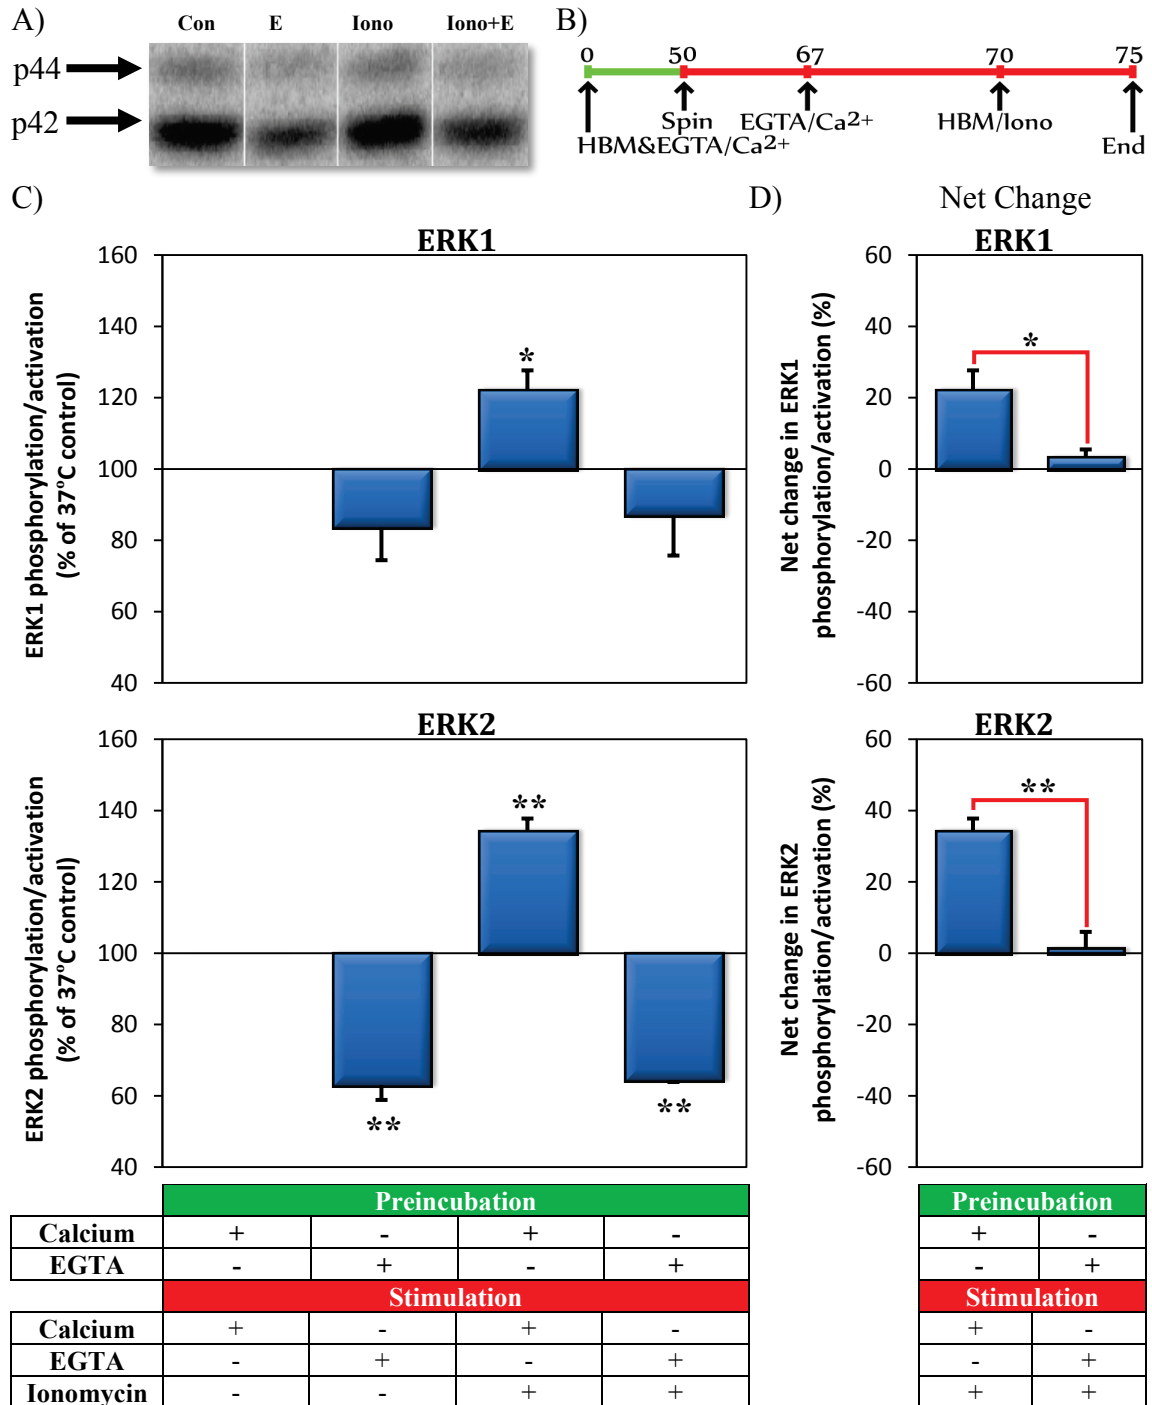 A)
Con E Iono Iono+E
p44
p42
B)
0 50 67 70 75
Spin EGTA/Ca²⁺ HBM/Iono
HBM&EGTA/Ca²⁺ End
C)
ERK1
ERK1 phosphorylation/activation
(% of 37°C control)
160
140
120
100
80
60
40
*
D) Net Change
ERK1
Net change in ERK1
phosphorylation/activation (%)
60
40
20
0
-20
-40
-60
*
ERK2
ERK2 phosphorylation/activation
(% of 37°C control)
160
140
120
100
80
60
40
**
**
**
ERK2
Net change in ERK2
phosphorylation/activation (%)
60
40
20
0
-20
-40
-60
**
Preincubation
Calcium + - + -
EGTA - + - +
Stimulation
Calcium + - + -
EGTA - + - +
Ionomycin - - + +
Preincubation
+ -
- +
Stimulation
+ -
- +
+ +